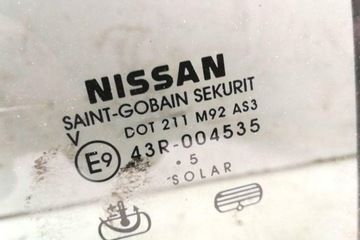 NISSAN
SAINT-GOBAIN SEKURIT
V DOT 211 M92 AS3
E9 43R-004535
. 5
SOLAR